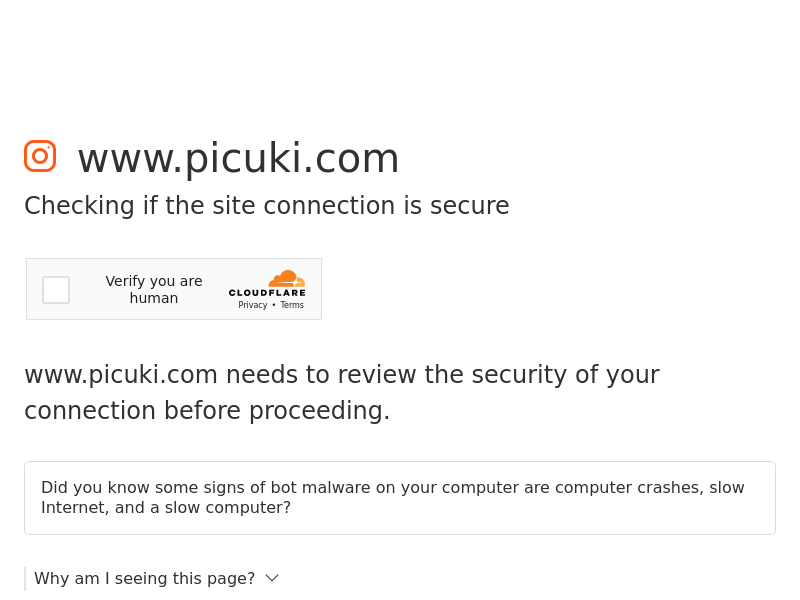 www.picuki.com
Checking if the site connection is secure
Verify you are
human
CLOUDFLARE
Privacy • Terms
www.picuki.com needs to review the security of your
connection before proceeding.
Did you know some signs of bot malware on your computer are computer crashes, slow
Internet, and a slow computer?
Why am I seeing this page?